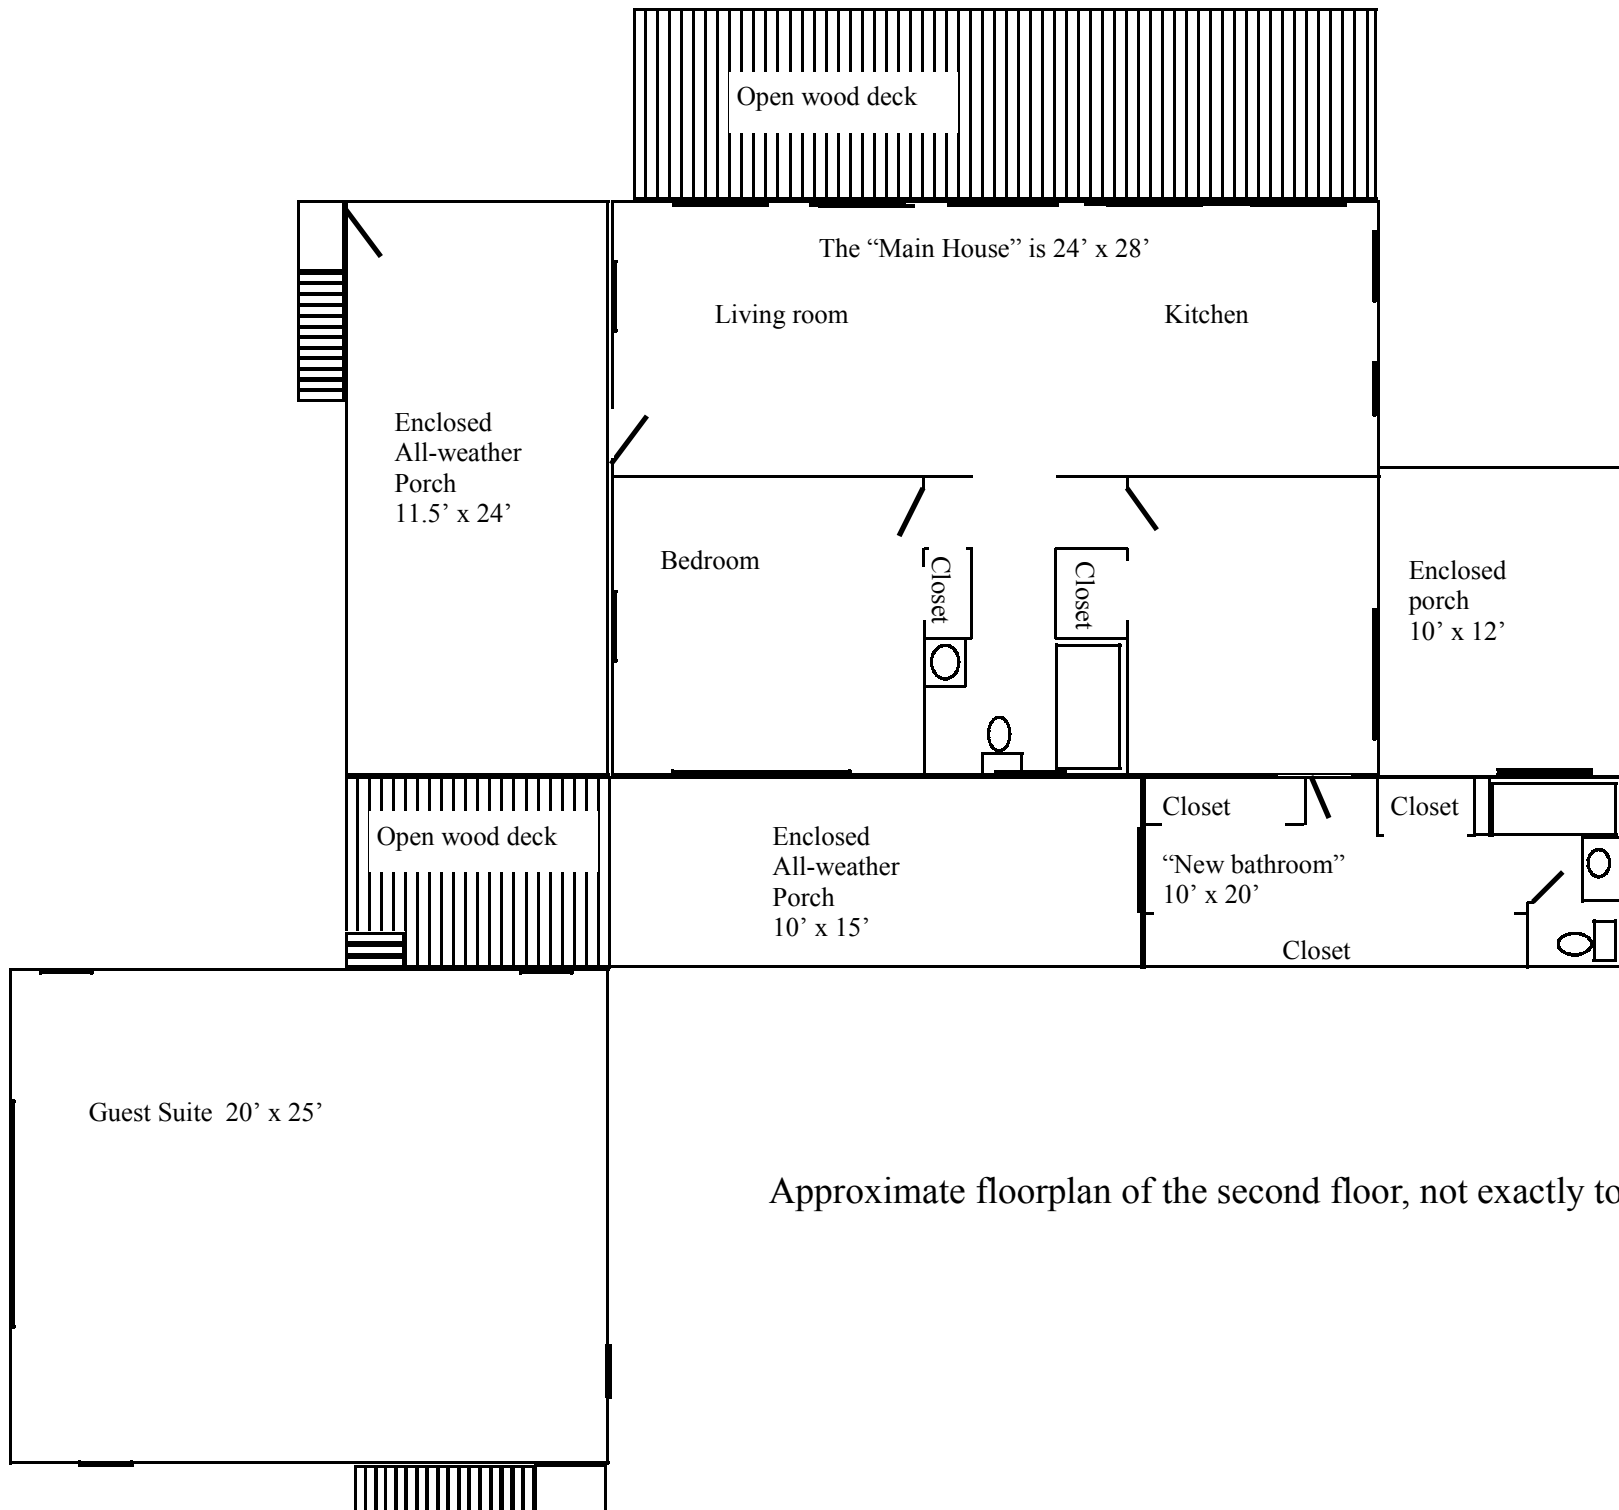 Open wood deck
The “Main House” is 24’ x 28’
Living room
Kitchen
Enclosed
All-weather
Porch
11.5’ x 24’
Bedroom
Closet
Closet
Enclosed
porch
10’ x 12’
Open wood deck
Enclosed
All-weather
Porch
10’ x 15’
Closet
Closet
“New bathroom”
10’ x 20’
Closet
Guest Suite 20’ x 25’
Approximate floorplan of the second floor, not exactly to